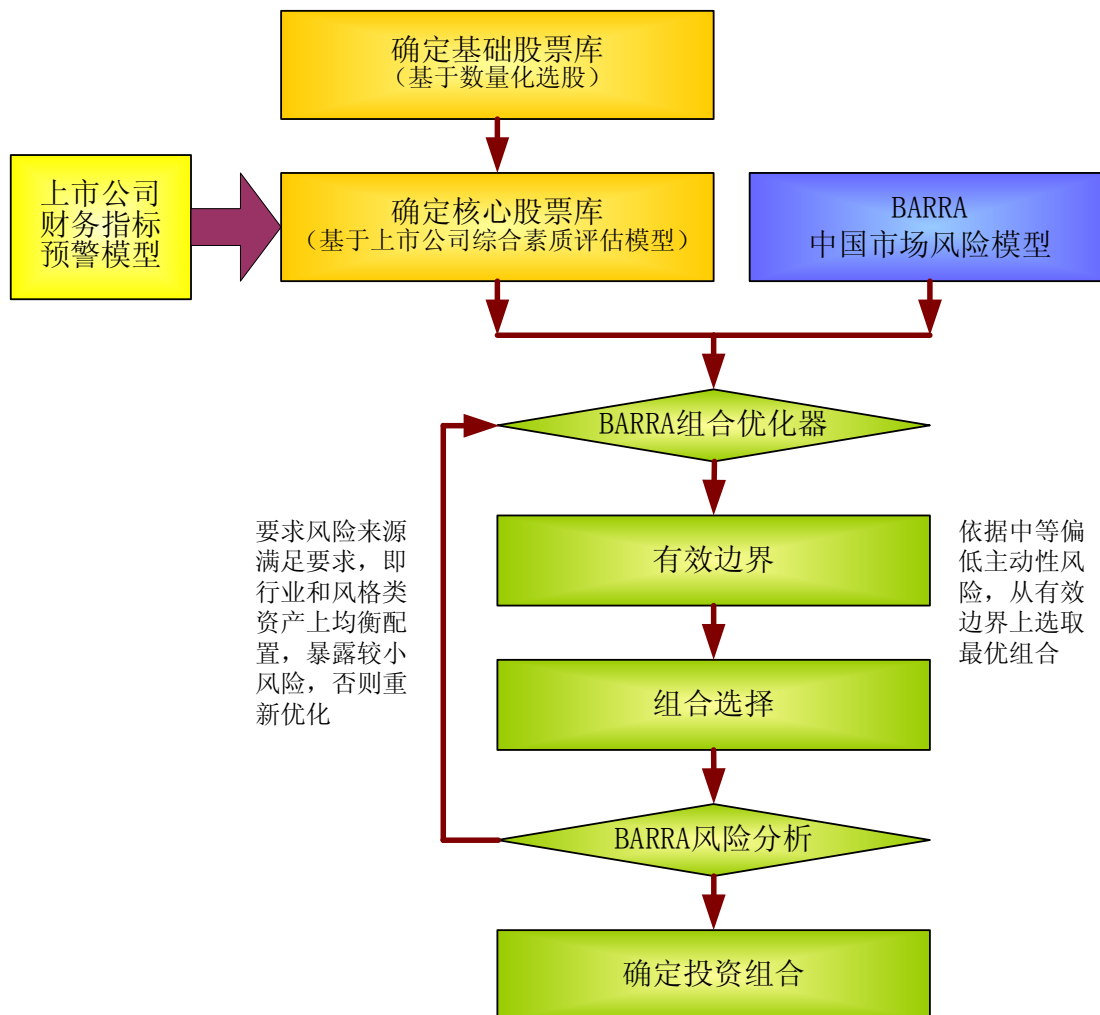 确定基础股票库
（基于数量化选股）
上市公司
财务指标
预警模型
确定核心股票库
（基于上市公司综合素质评估模型）
BARRA
中国市场风险模型
BARRA组合优化器
要求风险来源
满足要求，即
行业和风格类
资产上均衡配
置，暴露较小
风险，否则重
新优化
有效边界
依据中等偏
低主动性风
险，从有效
边界上选取
最优组合
组合选择
BARRA风险分析
确定投资组合